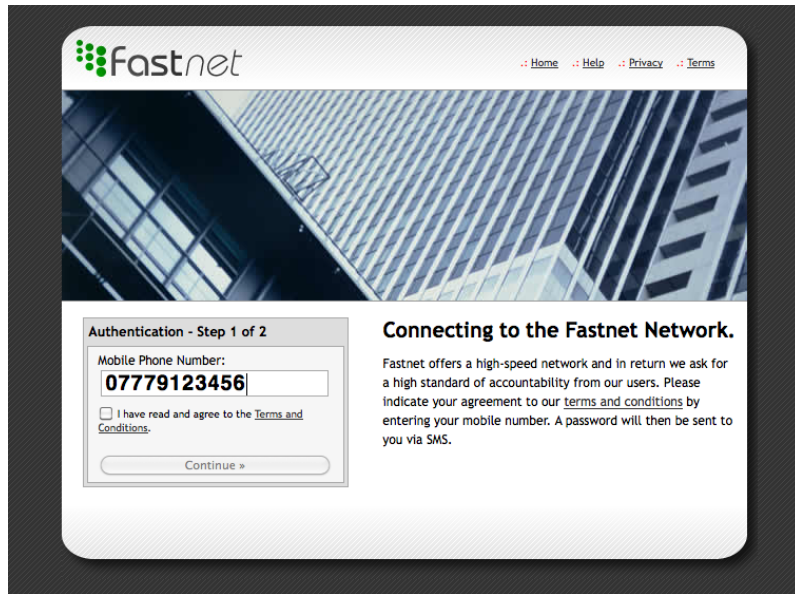 Fastnet
.: Home .: Help .: Privacy .: Terms
Authentication - Step 1 of 2
Mobile Phone Number:
07779123456
I have read and agree to the Terms and
Conditions.
Continue »
Connecting to the Fastnet Network.
Fastnet offers a high-speed network and in return we ask for
a high standard of accountability from our users. Please
indicate your agreement to our terms and conditions by
entering your mobile number. A password will then be sent to
you via SMS.